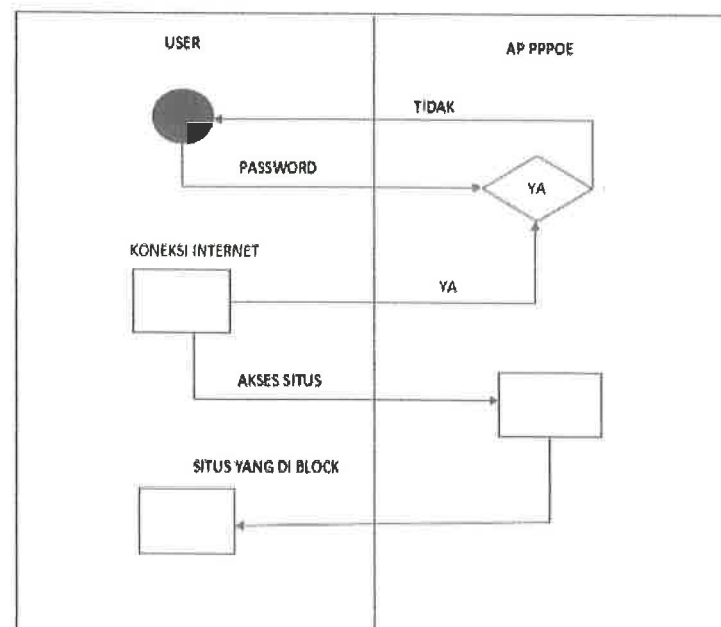 USER
AP PPPOE
TIDAK
PASSWORD
YA
KONEKSI INTERNET
YA
AKSES SITUS
SITUS YANG DI BLOCK